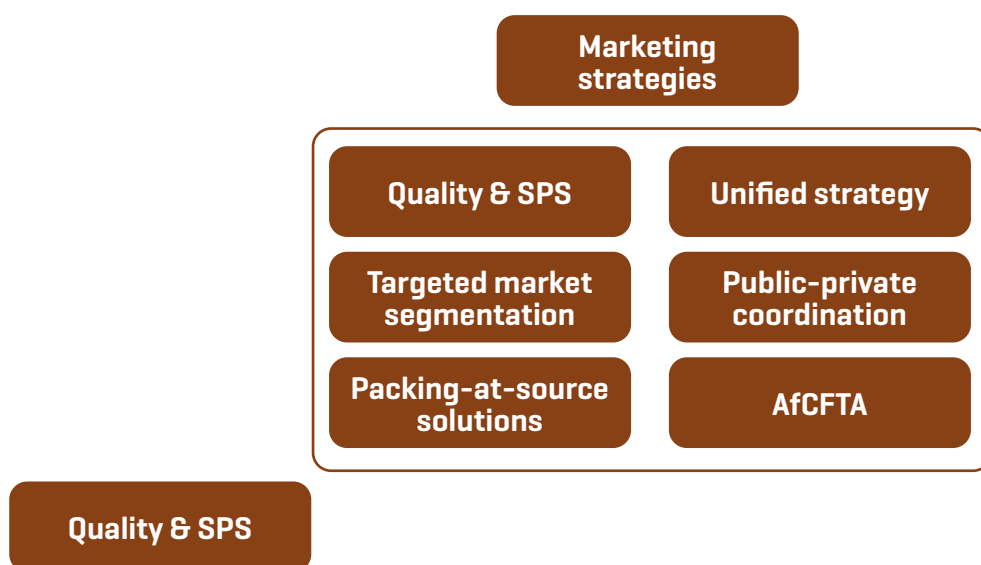 Marketing
strategies
Quality & SPS
Unified strategy
Targeted market
segmentation
Public-private
coordination
Packing-at-source
solutions
AfCFTA
Quality & SPS